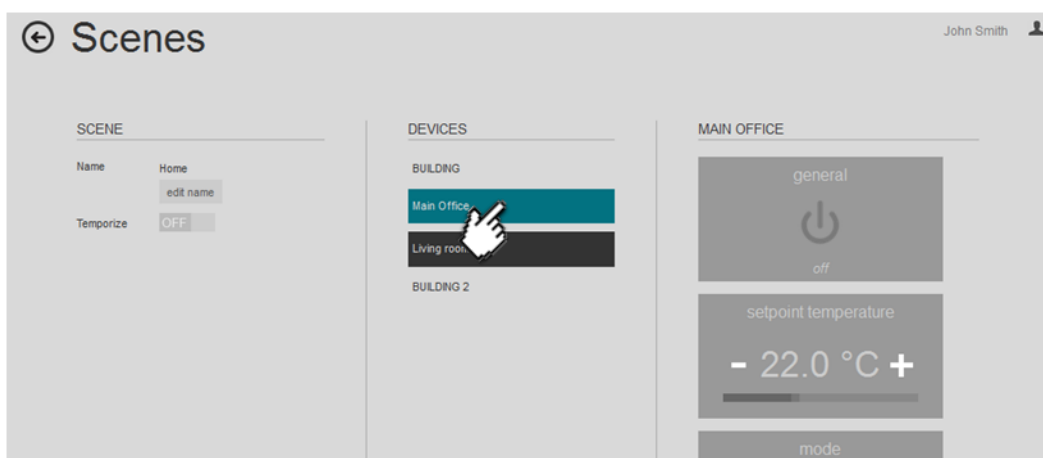 Scenes
John Smith
SCENE
Name
Home
edit name
Temporize
OFF
DEVICES
BUILDING
Main Office
Living room
BUILDING 2
MAIN OFFICE
general
off
setpoint temperature
- 22.0 °C +
mode